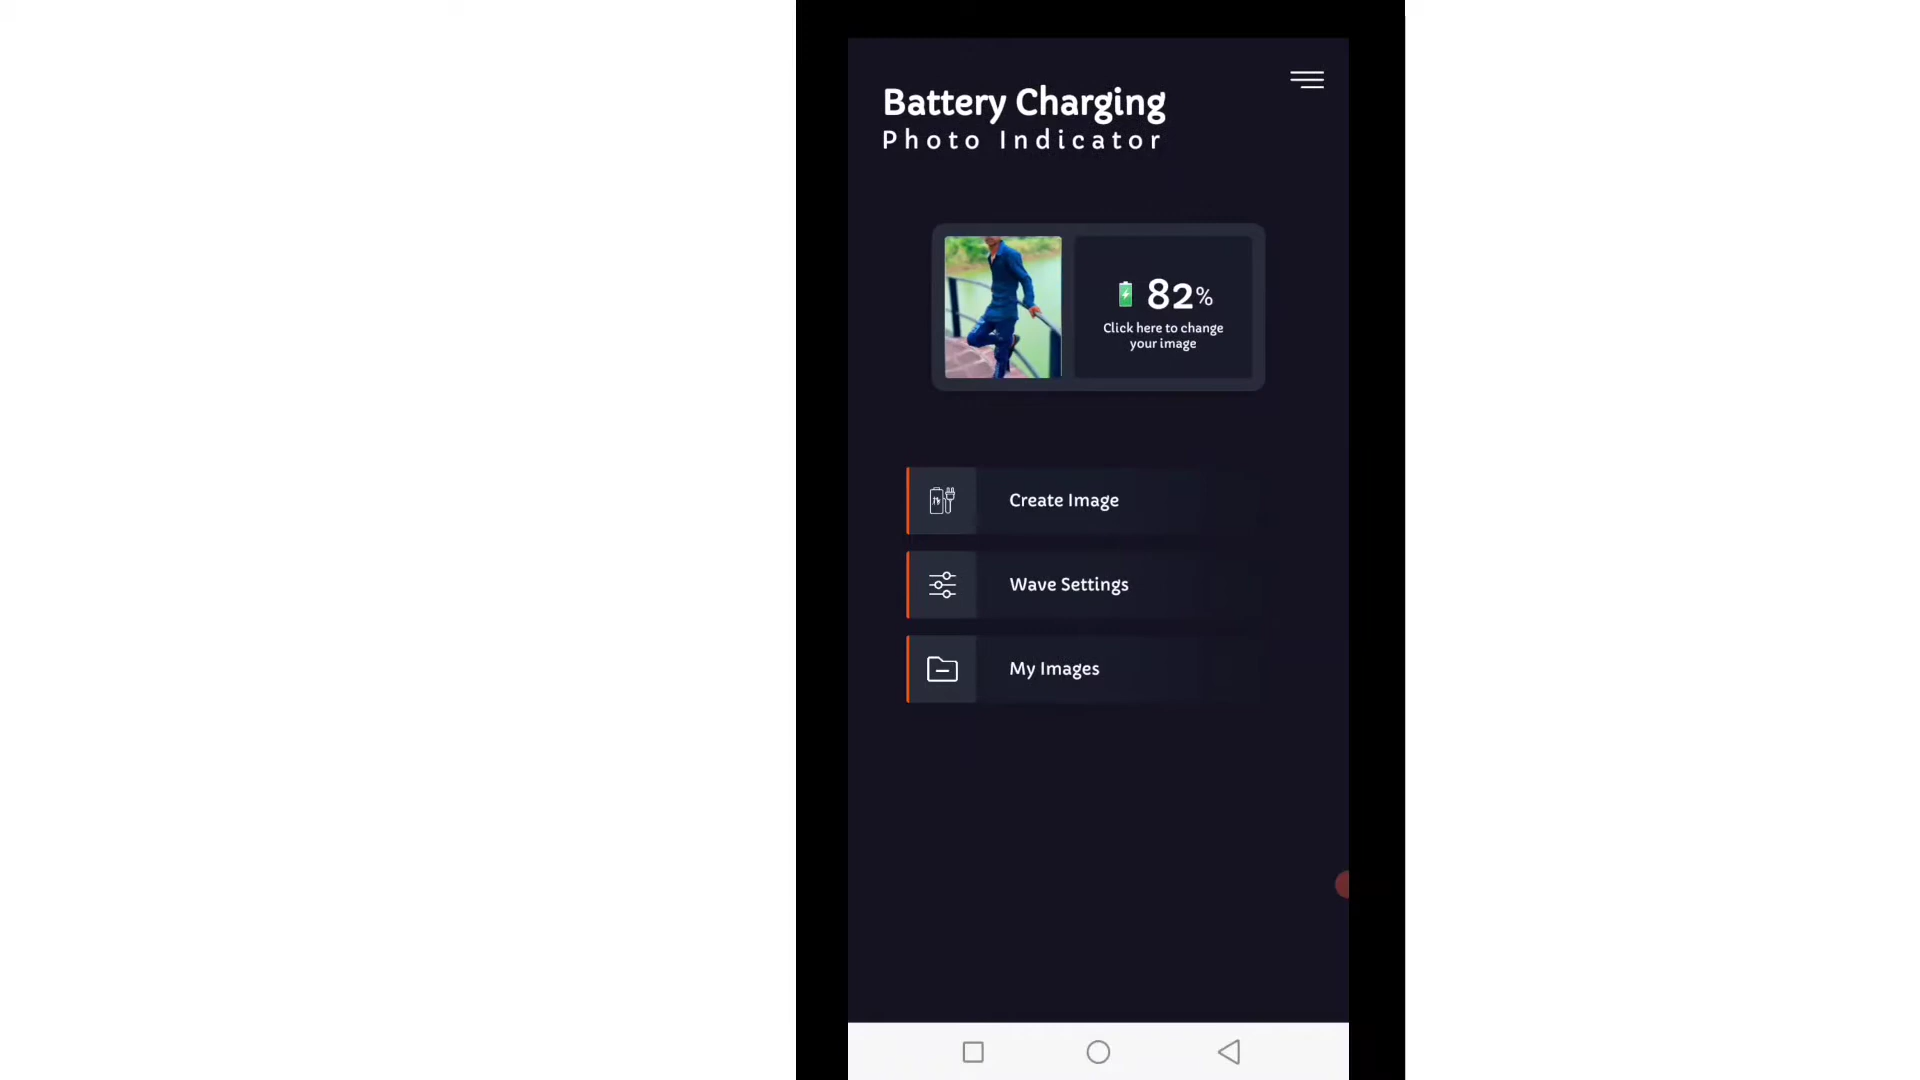 Battery Charging
Photo Indicator
82%
Click here to change
your image
Create Image
Wave Settings
My Images